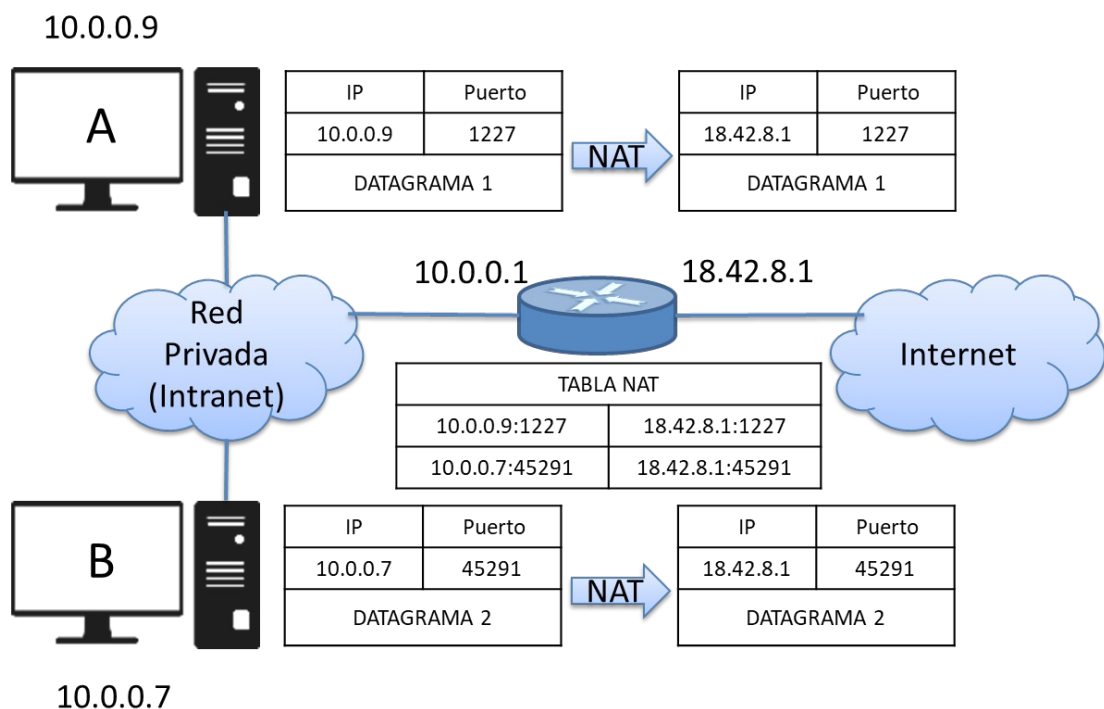 10.0.0.9
A
IP Puerto
10.0.0.9 1227
DATAGRAMA 1
NAT
IP Puerto
18.42.8.1 1227
DATAGRAMA 1
10.0.0.1
18.42.8.1
Red
Privada
(Intranet)
Internet
TABLA NAT
10.0.0.9:1227 18.42.8.1:1227
10.0.0.7:45291 18.42.8.1:45291
B
IP Puerto
10.0.0.7 45291
DATAGRAMA 2
NAT
IP Puerto
18.42.8.1 45291
DATAGRAMA 2
10.0.0.7